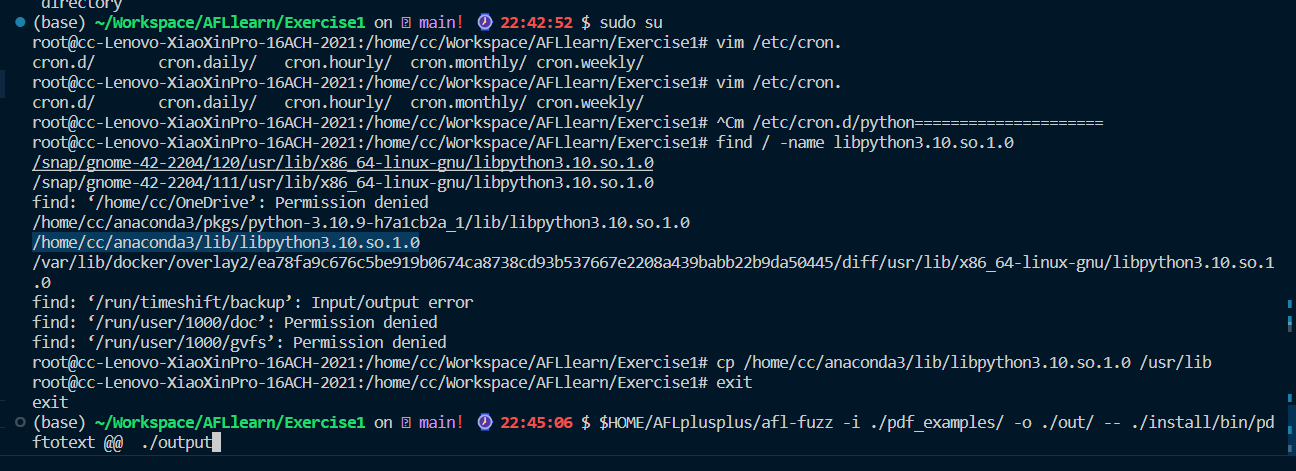 directory
(base) ~/Workspace/AFLlearn/Exercise1 on main! 22:42:52 $ sudo su
root@cc-Lenovo-XiaoXinPro-16ACH-2021:/home/cc/Workspace/AFLlearn/Exercise1# vim /etc/cron.
cron.d/ cron.daily/ cron.hourly/ cron.monthly/ cron.weekly/
root@cc-Lenovo-XiaoXinPro-16ACH-2021:/home/cc/Workspace/AFLlearn/Exercise1# vim /etc/cron.
cron.d/ cron.daily/ cron.hourly/ cron.monthly/ cron.weekly/
root@cc-Lenovo-XiaoXinPro-16ACH-2021:/home/cc/Workspace/AFLlearn/Exercise1# ^Cm /etc/cron.d/python=====================
root@cc-Lenovo-XiaoXinPro-16ACH-2021:/home/cc/Workspace/AFLlearn/Exercise1# find / -name libpython3.10.so.1.0
/snap/gnome-42-2204/120/usr/lib/x86_64-linux-gnu/libpython3.10.so.1.0
/snap/gnome-42-2204/111/usr/lib/x86_64-linux-gnu/libpython3.10.so.1.0
find: ‘/home/cc/OneDrive’: Permission denied
/home/cc/anaconda3/pkgs/python-3.10.9-h7a1cb2a_1/lib/libpython3.10.so.1.0
/home/cc/anaconda3/lib/libpython3.10.so.1.0
/var/lib/docker/overlay2/ea78fa9c676c5be919b0674ca8738cd93b537667e2208a439babb22b9da50445/diff/usr/lib/x86_64-linux-gnu/libpython3.10.so.1
.0
find: ‘/run/timeshift/backup’: Input/output error
find: ‘/run/user/1000/doc’: Permission denied
find: ‘/run/user/1000/gvfs’: Permission denied
root@cc-Lenovo-XiaoXinPro-16ACH-2021:/home/cc/Workspace/AFLlearn/Exercise1# cp /home/cc/anaconda3/lib/libpython3.10.so.1.0 /usr/lib
root@cc-Lenovo-XiaoXinPro-16ACH-2021:/home/cc/Workspace/AFLlearn/Exercise1# exit
exit
(base) ~/Workspace/AFLlearn/Exercise1 on main! 22:45:06 $ $HOME/AFLplusplus/afl-fuzz -i ./pdf_examples/ -o ./out/ -- ./install/bin/pd
ftotext @@ ./output